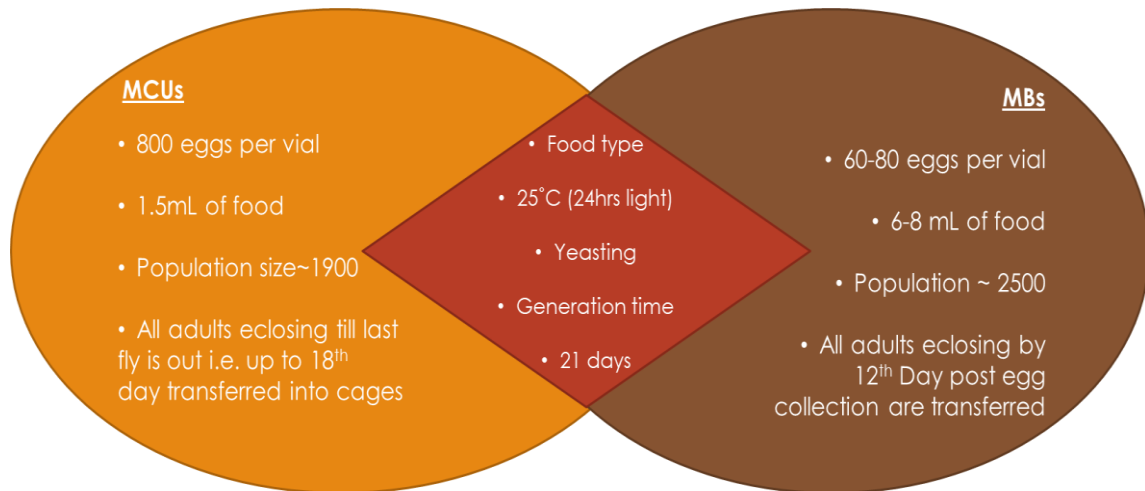 MCUs
• 800 eggs per vial
• 1.5mL of food
• Population size~1900
• All adults eclosing till last
fly is out i.e. up to 18th
day transferred into cages
• Food type
• 25˚C (24hrs light)
• Yeasting
• Generation time
• 21 days
MBs
• 60-80 eggs per vial
• 6-8 mL of food
• Population ~ 2500
• All adults eclosing by
12th Day post egg
collection are transferred